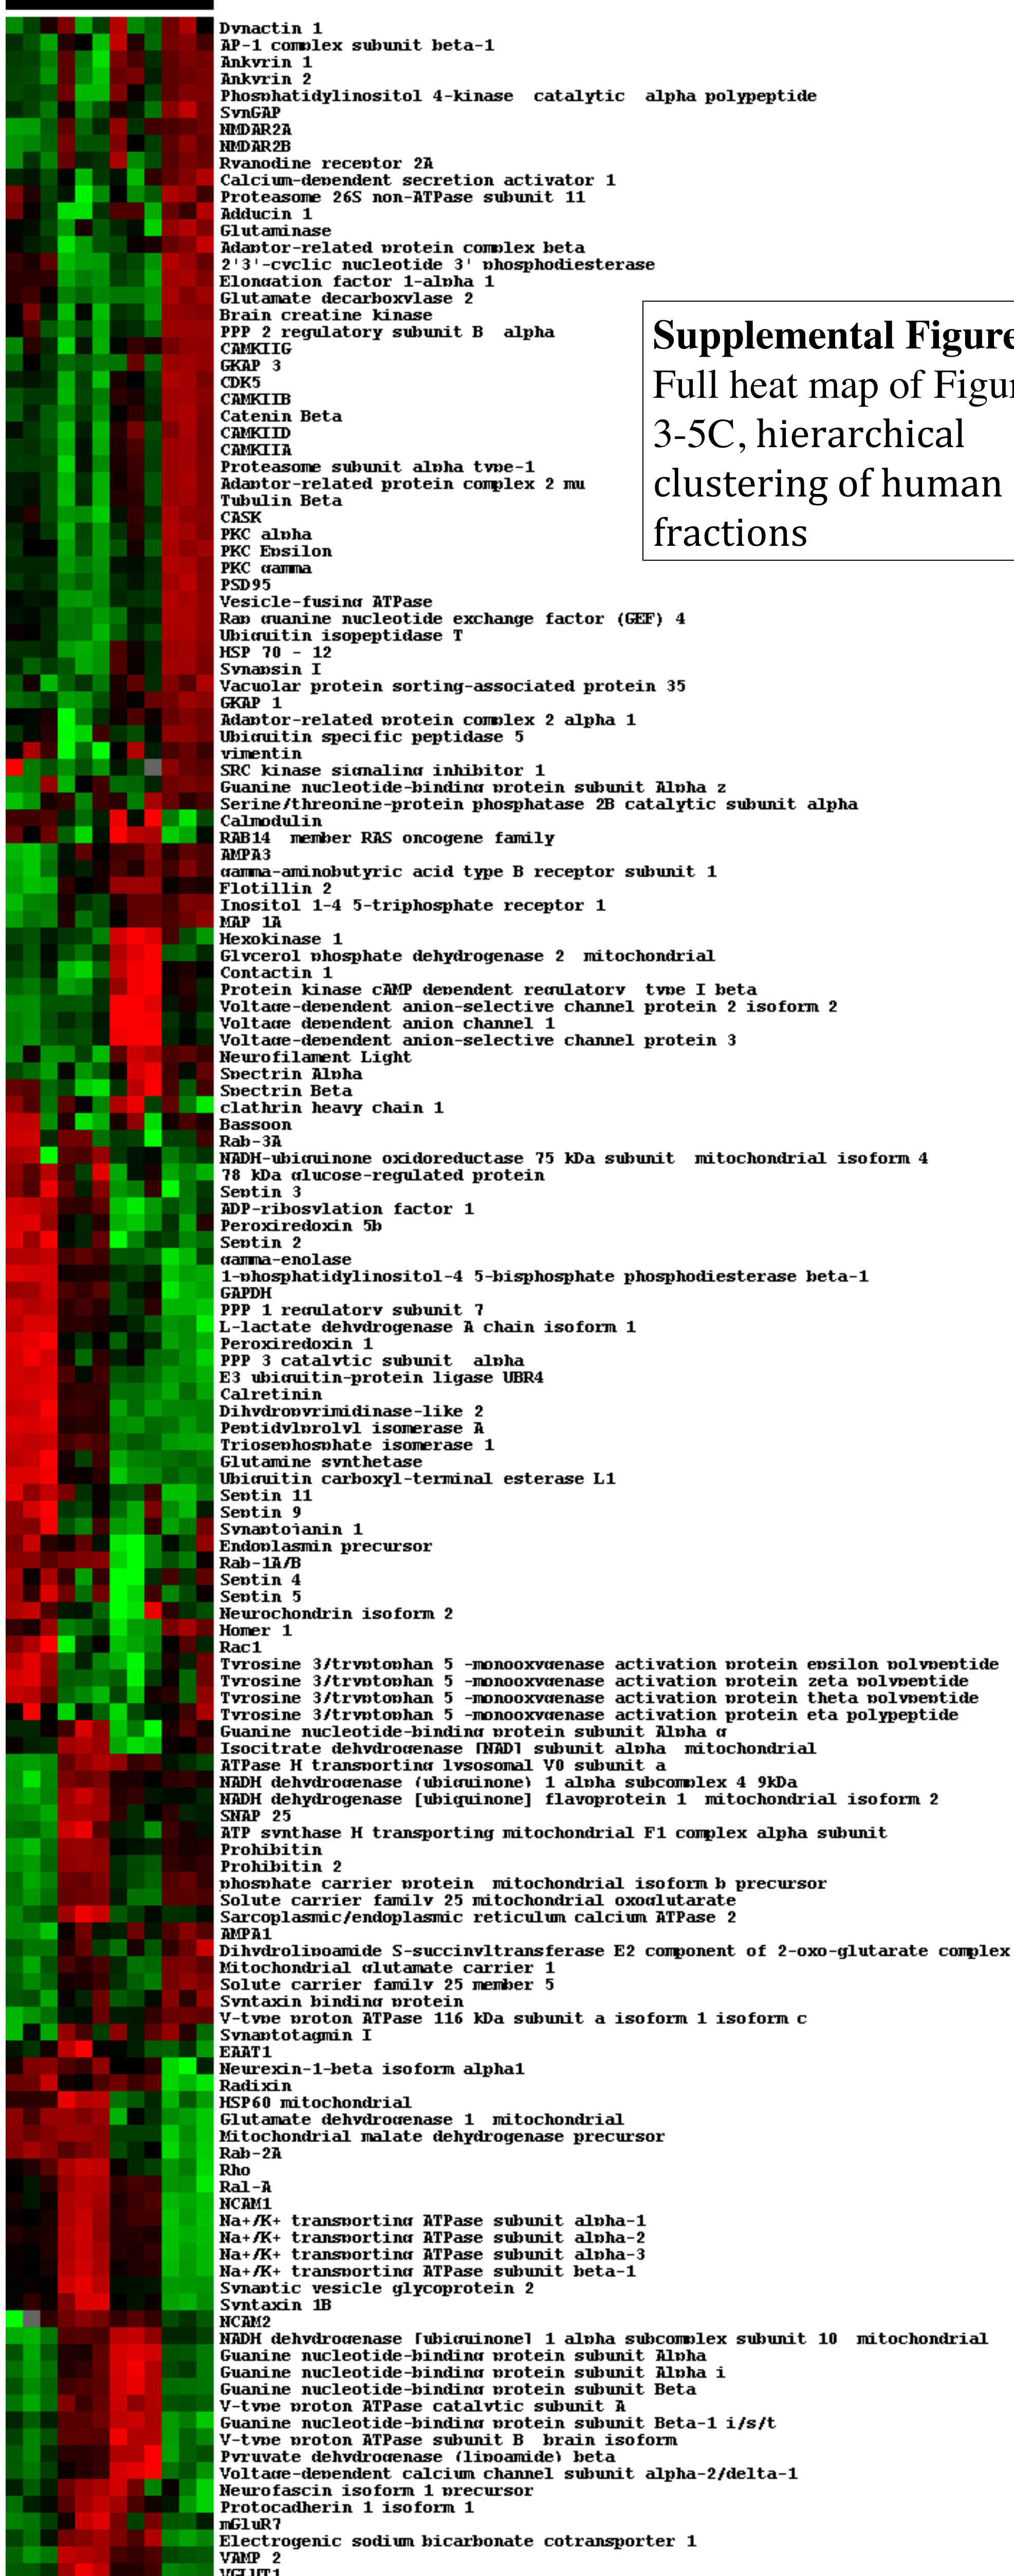 Dynactin 1
AP-1 complex subunit beta-1
Ankyrin 1
Ankyrin 2
Phosphatidylinositol 4-kinase catalytic alpha polypeptide
SynGAP
NMDAR2A
NMDAR2B
Ryanodine receptor 2A
Calcium-dependent secretion activator 1
Proteasome 26S non-ATPase subunit 11
Adducin 1
Glutaminase
Adaptor-related protein complex beta
2'3'-cyclic nucleotide 3' phosphodiesterase
Elongation factor 1-alpha 1
Glutamate decarboxylase 2
Brain creatine kinase
PPP 2 regulatory subunit B alpha
CAMKIIG
GKAP 3
CDK5
CAMKIIB
Catenin Beta
CAMKIID
CAMKIIA
Proteasome subunit alpha type-1
Adaptor-related protein complex 2 mu
Tubulin Beta
CASK
PKC alpha
PKC Epsilon
PKC gamma
PSD95
Vesicle-fusing ATPase
Rap guanine nucleotide exchange factor (GEF) 4
Ubiquitin isopeptidase T
HSP 70 - 12
Synapsin I
Vacuolar protein sorting-associated protein 35
GKAP 1
Adaptor-related protein complex 2 alpha 1
Ubiquitin specific peptidase 5
vimentin
SRC kinase signaling inhibitor 1
Guanine nucleotide-binding protein subunit Alpha z
Serine/threonine-protein phosphatase 2B catalytic subunit alpha
Calmodulin
RAB14 member RAS oncogene family
AMPA3
gamma-aminobutyric acid type B receptor subunit 1
Flotillin 2
Inositol 1-4 5-triphosphate receptor 1
MAP 1A
Hexokinase 1
Glycerol phosphate dehydrogenase 2 mitochondrial
Contactin 1
Protein kinase cAMP dependent regulatory type I beta
Voltage-dependent anion-selective channel protein 2 isoform 2
Voltage dependent anion channel 1
Voltage-dependent anion-selective channel protein 3
Neurofilament Light
Spectrin Alpha
Spectrin Beta
clathrin heavy chain 1
Bassoon
Rab-3A
NADH-ubiquinone oxidoreductase 75 kDa subunit mitochondrial isoform 4
78 kDa glucose-regulated protein
Septin 3
ADP-ribosylation factor 1
Peroxiredoxin 5b
Septin 2
gamma-enolase
1-phosphatidylinositol-4 5-bisphosphate phosphodiesterase beta-1
GAPDH
PPP 1 regulatory subunit 7
L-lactate dehydrogenase A chain isoform 1
Peroxiredoxin 1
PPP 3 catalytic subunit alpha
E3 ubiquitin-protein ligase UBR4
Calretinin
Dihydropyrimidinase-like 2
Peptidylprolyl isomerase A
Triosephosphate isomerase 1
Glutamine synthetase
Ubiquitin carboxyl-terminal esterase L1
Septin 11
Septin 9
Synaptojanin 1
Endoplasmin precursor
Rab-1A/B
Septin 4
Septin 5
Neurochondrin isoform 2
Homer 1
Rac1
Tyrosine 3/tryptophan 5 -monooxygenase activation protein epsilon polypeptide
Tyrosine 3/tryptophan 5 -monooxygenase activation protein zeta polypeptide
Tyrosine 3/tryptophan 5 -monooxygenase activation protein theta polypeptide
Tyrosine 3/tryptophan 5 -monooxygenase activation protein eta polypeptide
Guanine nucleotide-binding protein subunit Alpha q
Isocitrate dehydrogenase [NAD] subunit alpha mitochondrial
ATPase H transporting lysosomal V0 subunit a
NADH dehydrogenase (ubiquinone) 1 alpha subcomplex 4 9kDa
NADH dehydrogenase [ubiquinone] flavoprotein 1 mitochondrial isoform 2
SNAP 25
ATP synthase H transporting mitochondrial F1 complex alpha subunit
Prohibitin
Prohibitin 2
phosphate carrier protein mitochondrial isoform b precursor
Solute carrier family 25 mitochondrial oxoglutarate
Sarcoplasmic/endoplasmic reticulum calcium ATPase 2
AMPA1
Dihydrolipoamide S-succinyltransferase E2 component of 2-oxo-glutarate complex
Mitochondrial glutamate carrier 1
Solute carrier family 25 member 5
Syntaxin binding protein
V-type proton ATPase 116 kDa subunit a isoform 1 isoform c
Synaptotagmin I
EAAT1
Neurexin-1-beta isoform alpha1
Radixin
HSP60 mitochondrial
Glutamate dehydrogenase 1 mitochondrial
Mitochondrial malate dehydrogenase precursor
Rab-2A
Rho
Ral-A
NCAM1
Na+/K+ transporting ATPase subunit alpha-1
Na+/K+ transporting ATPase subunit alpha-2
Na+/K+ transporting ATPase subunit alpha-3
Na+/K+ transporting ATPase subunit beta-1
Synaptic vesicle glycoprotein 2
Syntaxin 1B
NCAM2
NADH dehydrogenase [ubiquinone] 1 alpha subcomplex subunit 10 mitochondrial
Guanine nucleotide-binding protein subunit Alpha
Guanine nucleotide-binding protein subunit Alpha i
Guanine nucleotide-binding protein subunit Beta
V-type proton ATPase catalytic subunit A
Guanine nucleotide-binding protein subunit Beta-1 i/s/t
V-type proton ATPase subunit B brain isoform
Pyruvate dehydrogenase (lipoamide) beta
Voltage-dependent calcium channel subunit alpha-2/delta-1
Neurofascin isoform 1 precursor
Protocadherin 1 isoform 1
mGluR7
Electrogenic sodium bicarbonate cotransporter 1
VAMP 2
VGLUT1
Supplemental Figure
Full heat map of Figu
3-5C, hierarchical
clustering of human
fractions